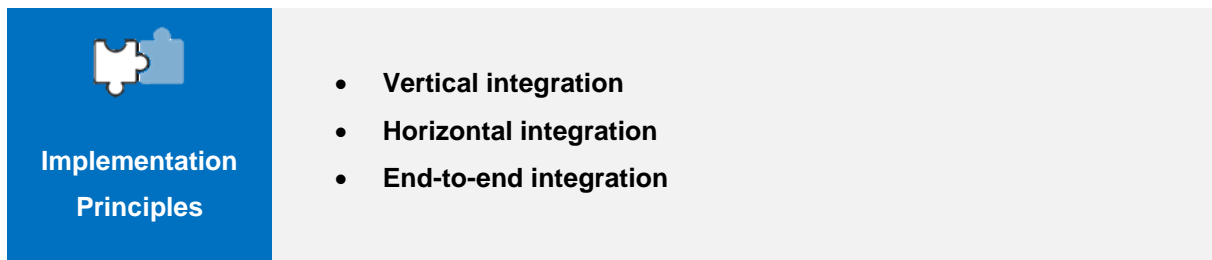 Implementation
Principles
• Vertical integration
• Horizontal integration
• End-to-end integration